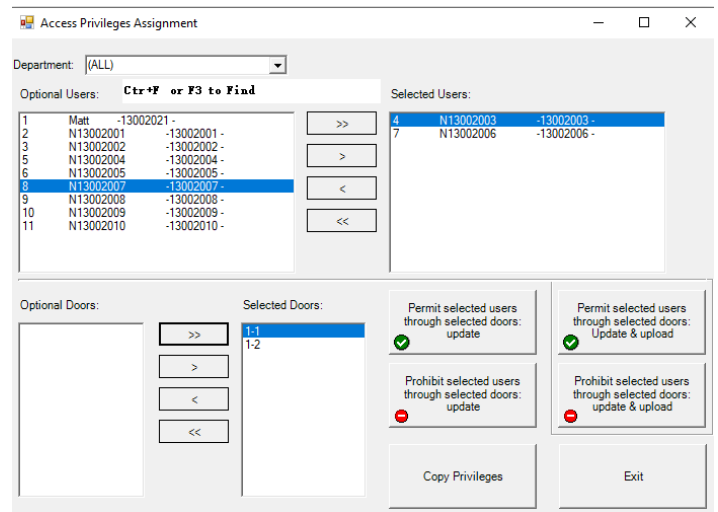 Access Privileges Assignment
Department: (ALL)
Optional Users: Ctr+F or F3 to Find
Selected Users:
1 Matt -13002021 -
2 N13002001 -13002001 -
3 N13002002 -13002002 -
5 N13002004 -13002004 -
6 N13002005 -13002005 -
8 N13002007 -13002007 -
9 N13002008 -13002008 -
10 N13002009 -13002009 -
11 N13002010 -13002010 -
>>
>
<
<<
4 N13002003 -13002003 -
7 N13002006 -13002006 -
Optional Doors:
>>
>
<
<<
Selected Doors:
1-1
1-2
Permit selected users
through selected doors:
update
Permit selected users
through selected doors:
Update & upload
Prohibit selected users
through selected doors:
update
Prohibit selected users
through selected doors:
update & upload
Copy Privileges
Exit